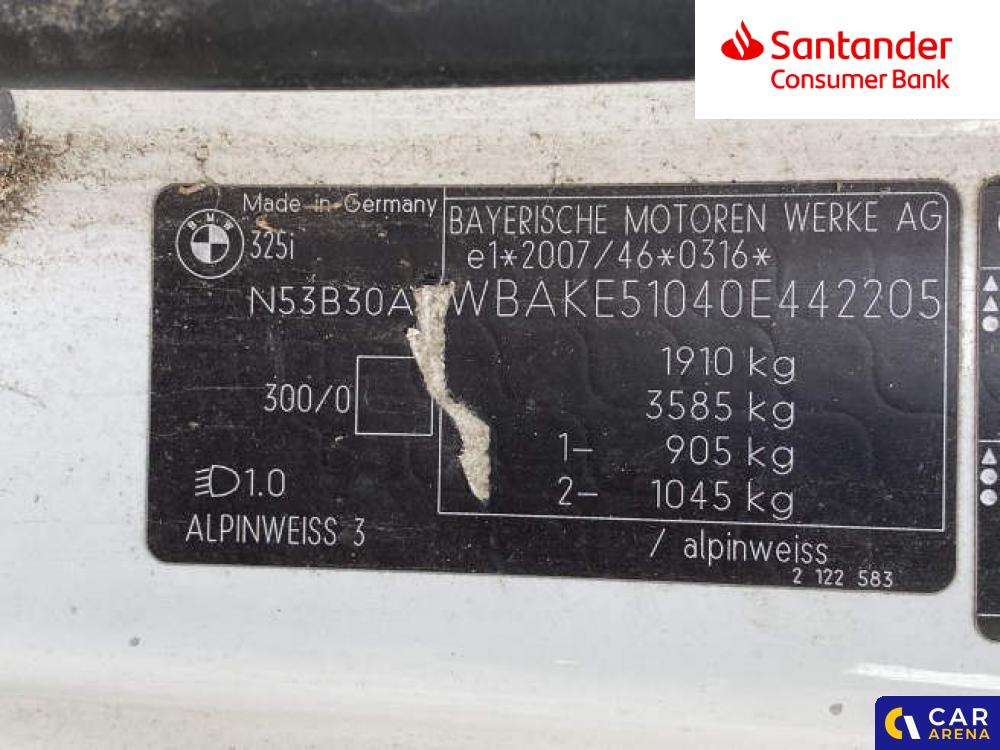 Santander
Consumer Bank
Made in Germany
BMW
325i
BAYERISCHE MOTOREN WERKE AG
e1*2007/46*0316*
N53B30A WBAKE51040E442205
1910 kg
300/0 3585 kg
1- 905 kg
2- 1045 kg
1.0
ALPINWEISS 3
/ alpinweiss
2 122 583
CAR
ARENA